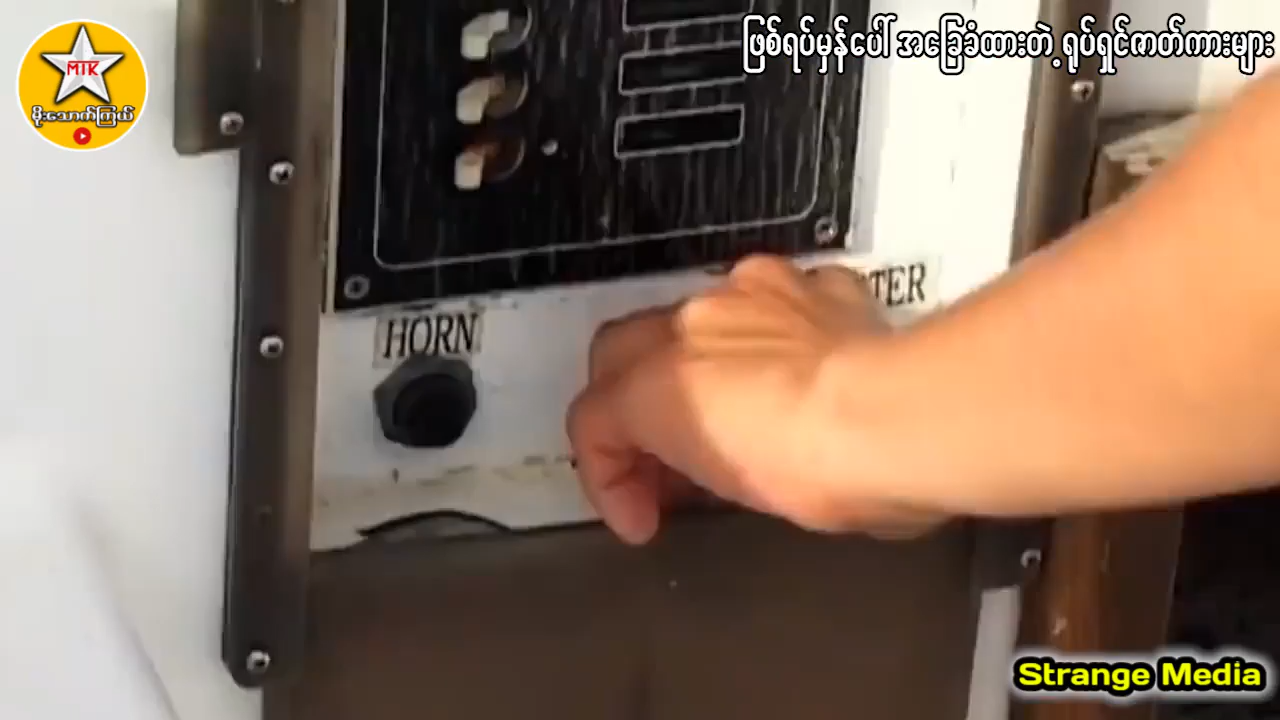 ဖြစ်ရပ်မှန်ပေါ် အခြေခံထားတဲ့ ရုပ်ရှင်ဇာတ်ကားများ
MTK
မိုးသောက်ကြယ်
HORN
Strange Media